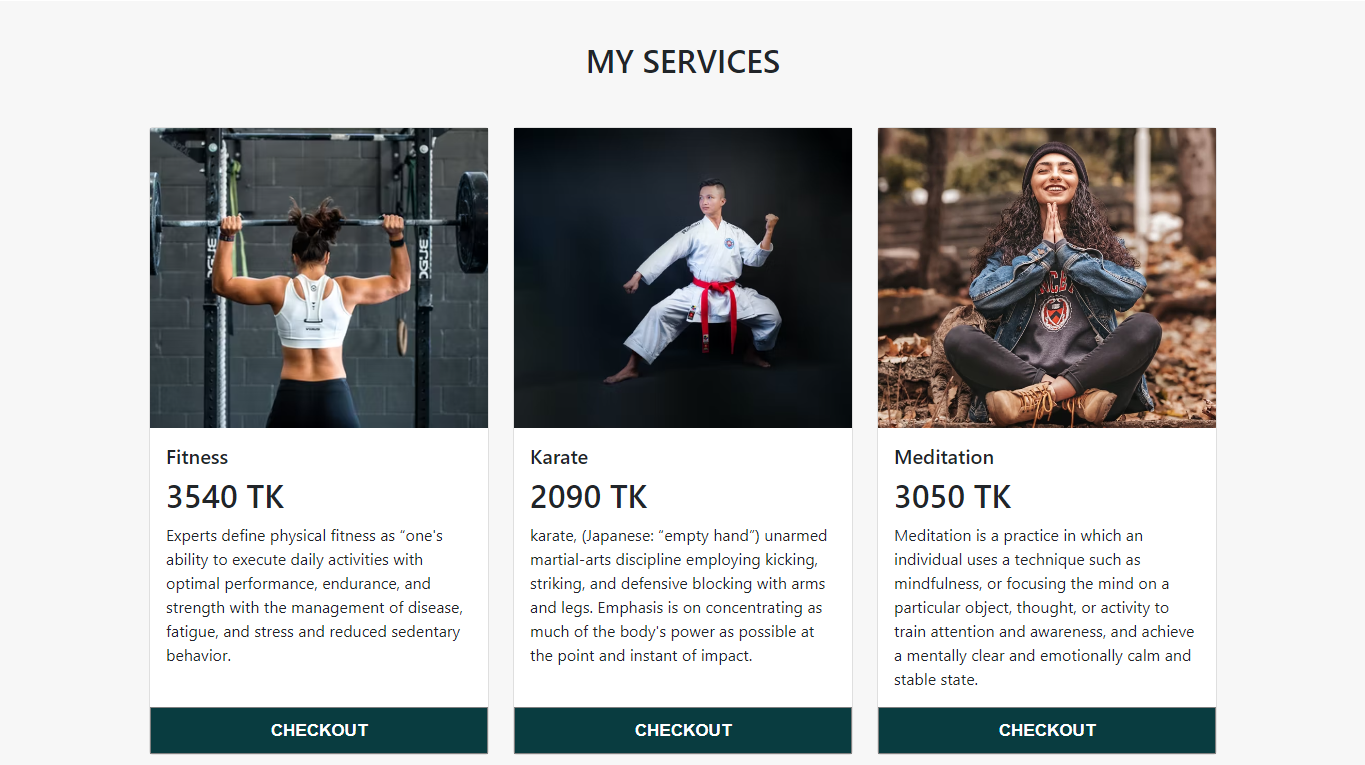 MY SERVICES
Fitness
3540 TK
Experts define physical fitness as “one's
ability to execute daily activities with
optimal performance, endurance, and
strength with the management of disease,
fatigue, and stress and reduced sedentary
behavior.
CHECKOUT
Karate
2090 TK
karate, (Japanese: “empty hand”) unarmed
martial-arts discipline employing kicking,
striking, and defensive blocking with arms
and legs. Emphasis is on concentrating as
much of the body's power as possible at
the point and instant of impact.
CHECKOUT
Meditation
3050 TK
Meditation is a practice in which an
individual uses a technique such as
mindfulness, or focusing the mind on a
particular object, thought, or activity to
train attention and awareness, and achieve
a mentally clear and emotionally calm and
stable state.
CHECKOUT